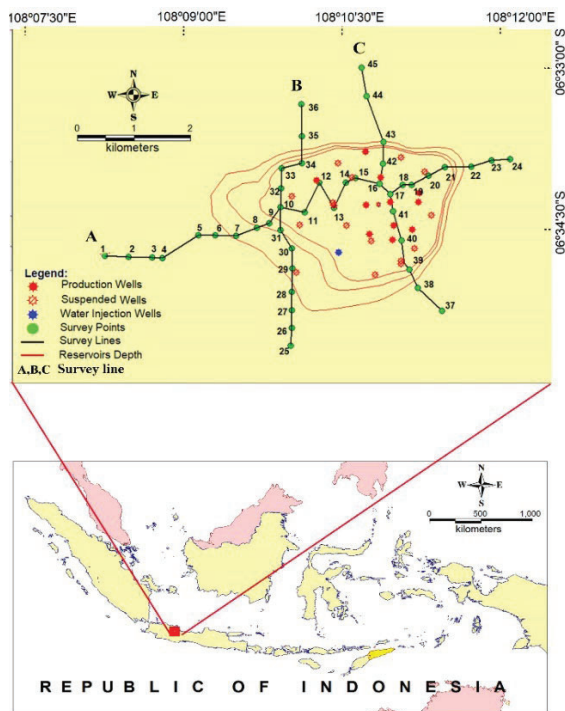 108°07'30" E 108°09'00" E 108°10'30" E 108°12'00" E
06°33'00" S
06°34'30" S
N
W E
S
0 1 2
kilometers
A
B
C
1 2 3 4 5 6 7 8 9 10 11 12 13 14 15 16 17 18 19 20 21 22 23 24
25 26 27 28 29 30 31 32 33 34 35 36
37 38 39 40 41 42 43 44 45
Legend:
Production Wells
Suspended Wells
Water Injection Wells
Survey Points
Survey Lines
Reservoirs Depth
A,B,C Survey line
N
W E
S
0 500 1,000
kilometers
REPUBLIC OF INDONESIA